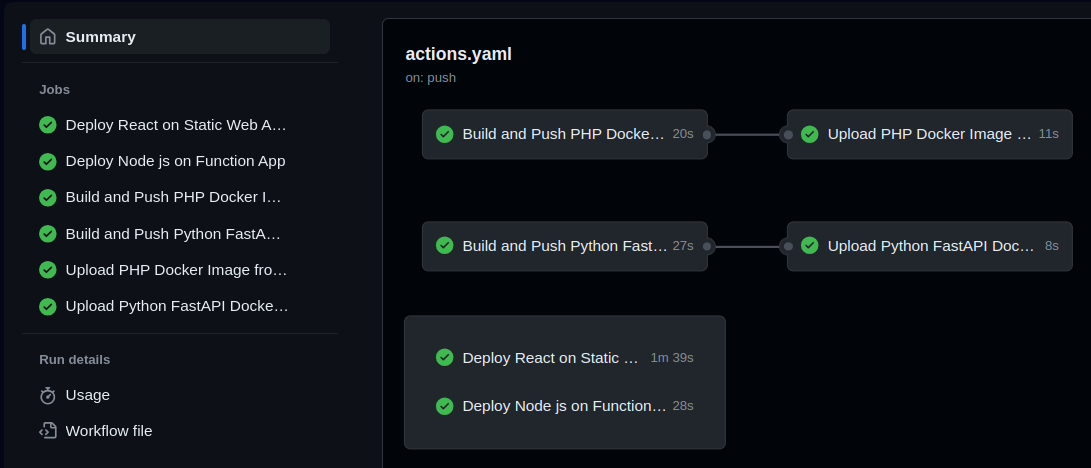 Summary
Jobs
Deploy React on Static Web A…
Deploy Node js on Function App
Build and Push PHP Docker I…
Build and Push Python FastA…
Upload PHP Docker Image fro…
Upload Python FastAPI Docke…
Run details
Usage
Workflow file
actions.yaml
on: push
Build and Push PHP Docke… 20s
Upload PHP Docker Image … 11s
Build and Push Python Fast… 27s
Upload Python FastAPI Doc… 8s
Deploy React on Static … 1m 39s
Deploy Node js on Function… 28s